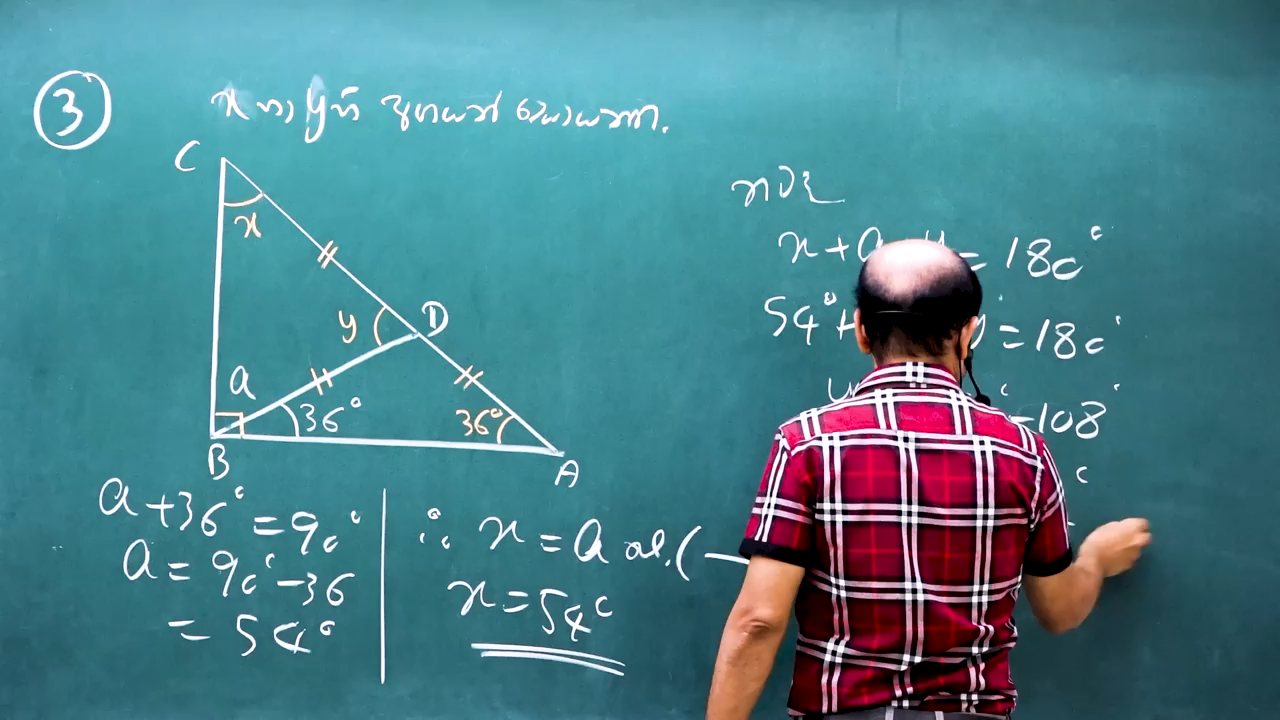 ③ x හා, y හි අගයන් සොයන්න.
C
x
y
D
a
36°
36°
B
A
a + 36° = 90°
a = 90° - 36
= 54°
∴ x = a
x = 54°
= 180°
54° +
= 180°
- 108°